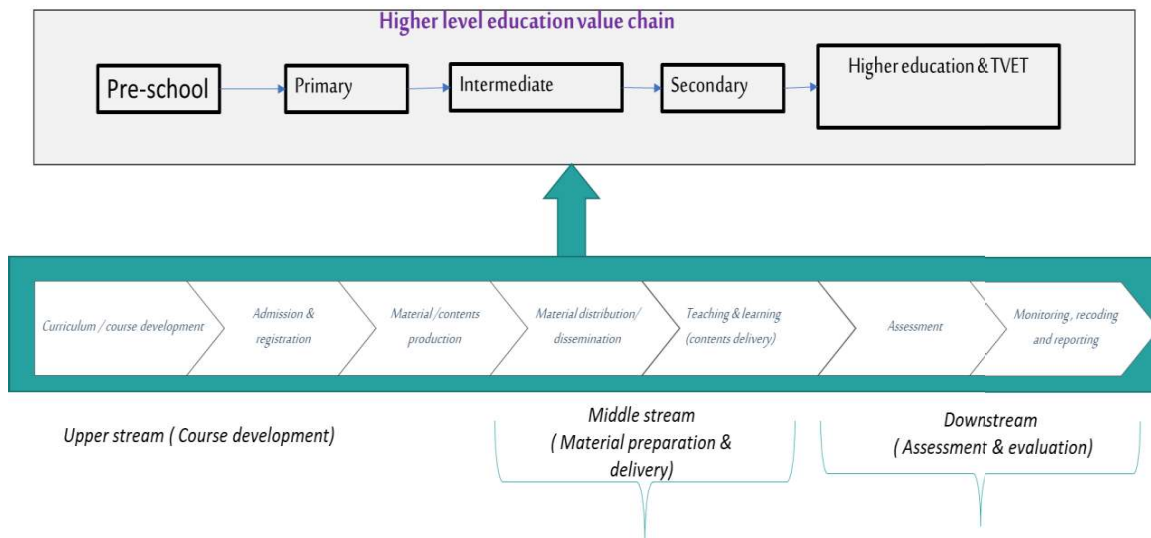 Higher level education value chain
Pre-school
Primary
Intermediate
Secondary
Higher education & TVET
Curriculum / course development
Admission &
registration
Material /contents
production
Material distribution/
dissemination
Teaching & learning
(contents delivery)
Assessment
Monitoring, recoding
and reporting
Upper stream ( Course development)
Middle stream
( Material preparation &
delivery)
Downstream
( Assessment & evaluation)